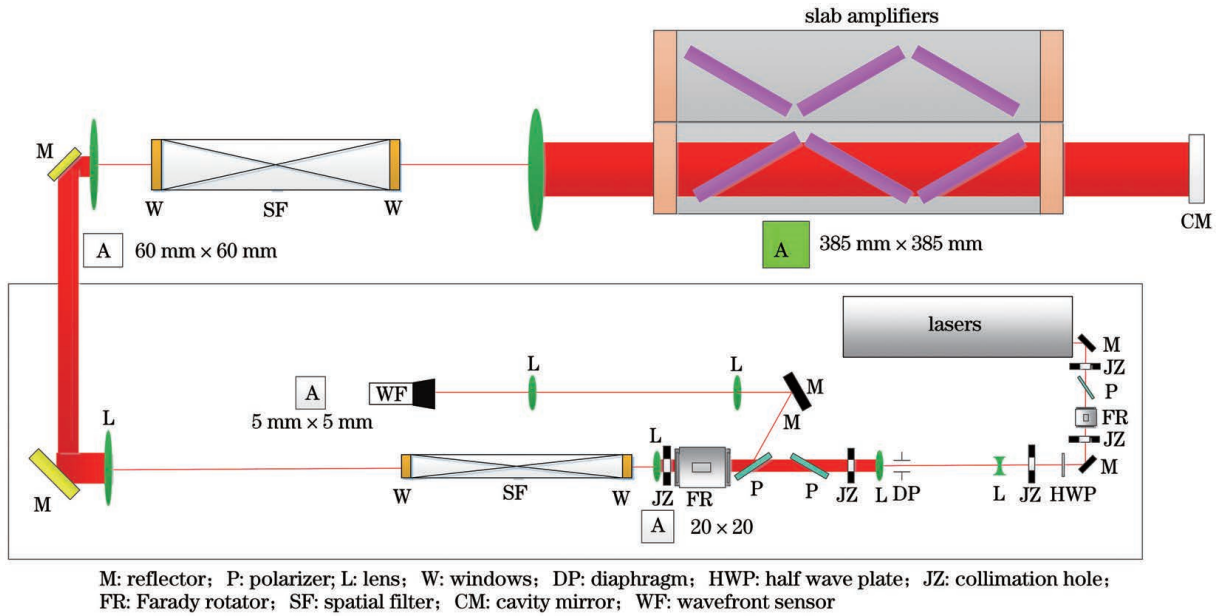 slab amplifiers
M
W
SF
W
CM
A
60 mm × 60 mm
A
385 mm × 385 mm
lasers
M
JZ
P
FR
JZ
M
L
L
M
M
WF
A
5 mm × 5 mm
L
M
W
SF
W
L
JZ
FR
P
P
JZ
L
DP
L
JZ
HWP
A
20 × 20
M: reflector; P: polarizer; L: lens; W: windows; DP: diaphragm; HWP: half wave plate; JZ: collimation hole;
FR: Farady rotator; SF: spatial filter; CM: cavity mirror; WF: wavefront sensor